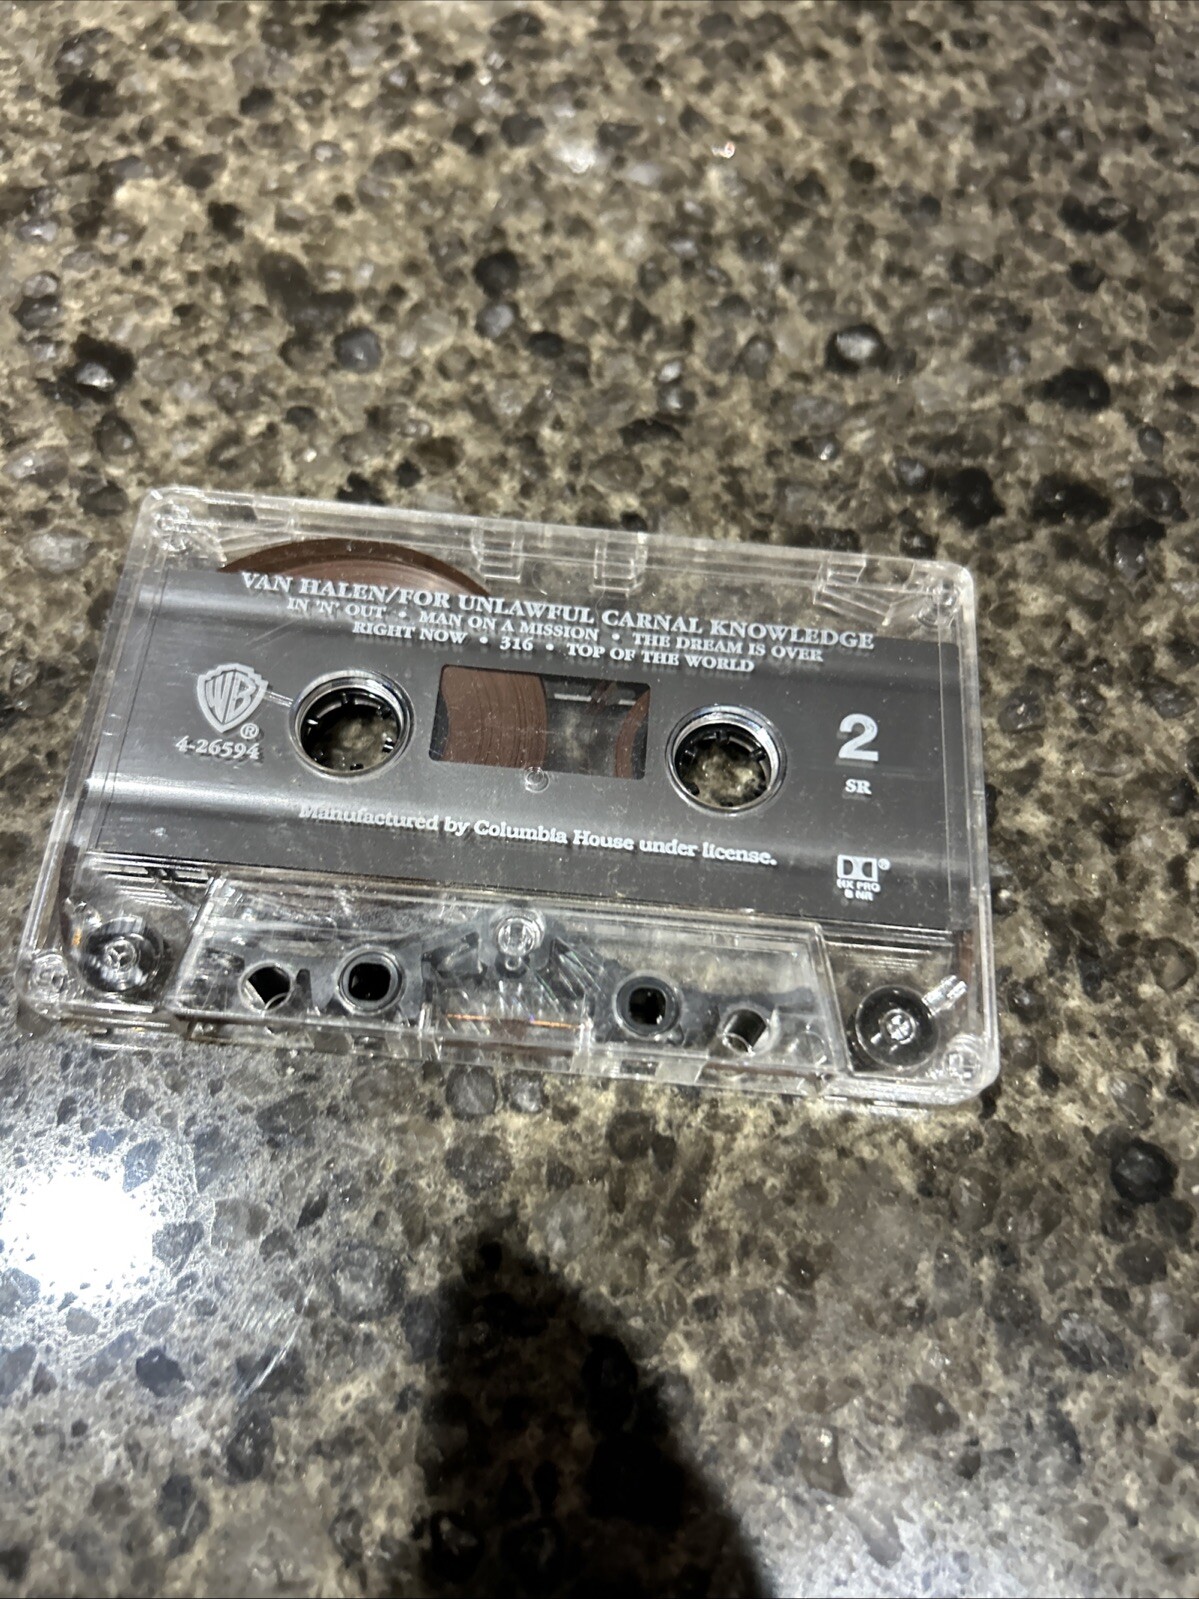 VAN HALEN/FOR UNLAWFUL CARNAL KNOWLEDGE
IN 'N' OUT • MAN ON A MISSION • THE DREAM IS OVER
RIGHT NOW • 316 • TOP OF THE WORLD
WB®
4-26594
2
SR
Manufactured by Columbia House under license.
®
HX PRO
B NR